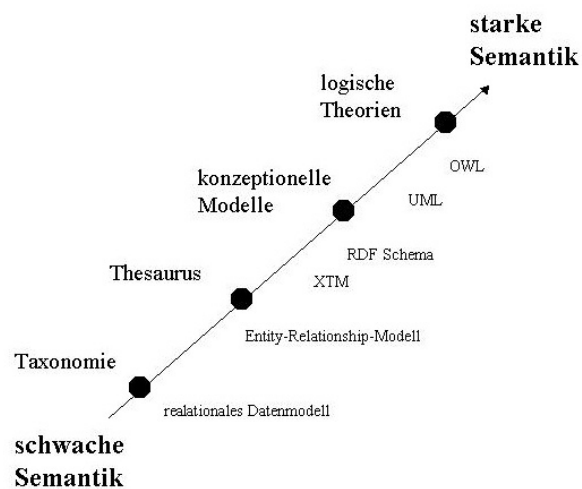 starke
Semantik
logische
Theorien
OWL
konzeptionelle
Modelle
UML
RDF Schema
Thesaurus
XTM
Entity-Relationship-Modell
Taxonomie
realationales Datenmodell
schwache
Semantik